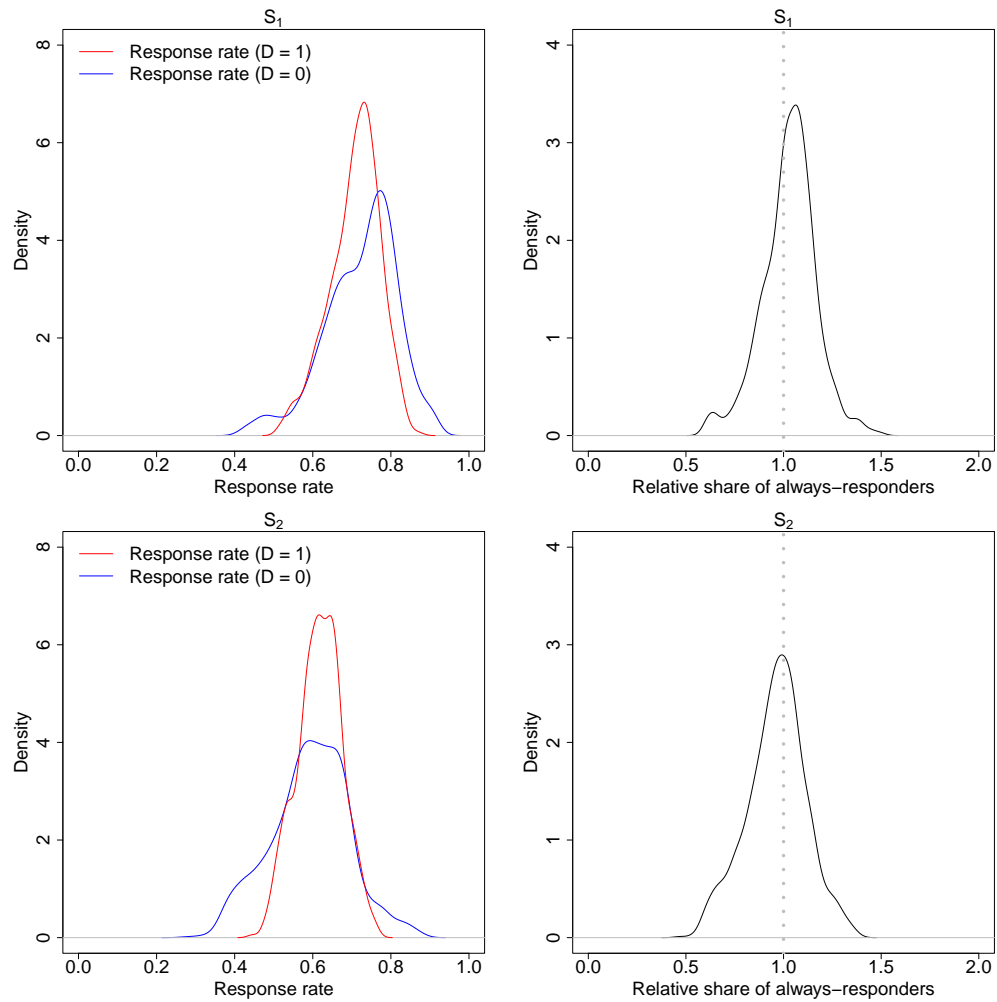 S₁
Response rate (D = 1)
Response rate (D = 0)
Density
0
2
4
6
8
0.0 0.2 0.4 0.6 0.8 1.0
Response rate
S₁
Density
0
1
2
3
4
0.0 0.5 1.0 1.5 2.0
Relative share of always−responders
S₂
Response rate (D = 1)
Response rate (D = 0)
Density
0
2
4
6
8
0.0 0.2 0.4 0.6 0.8 1.0
Response rate
S₂
Density
0
1
2
3
4
0.0 0.5 1.0 1.5 2.0
Relative share of always−responders